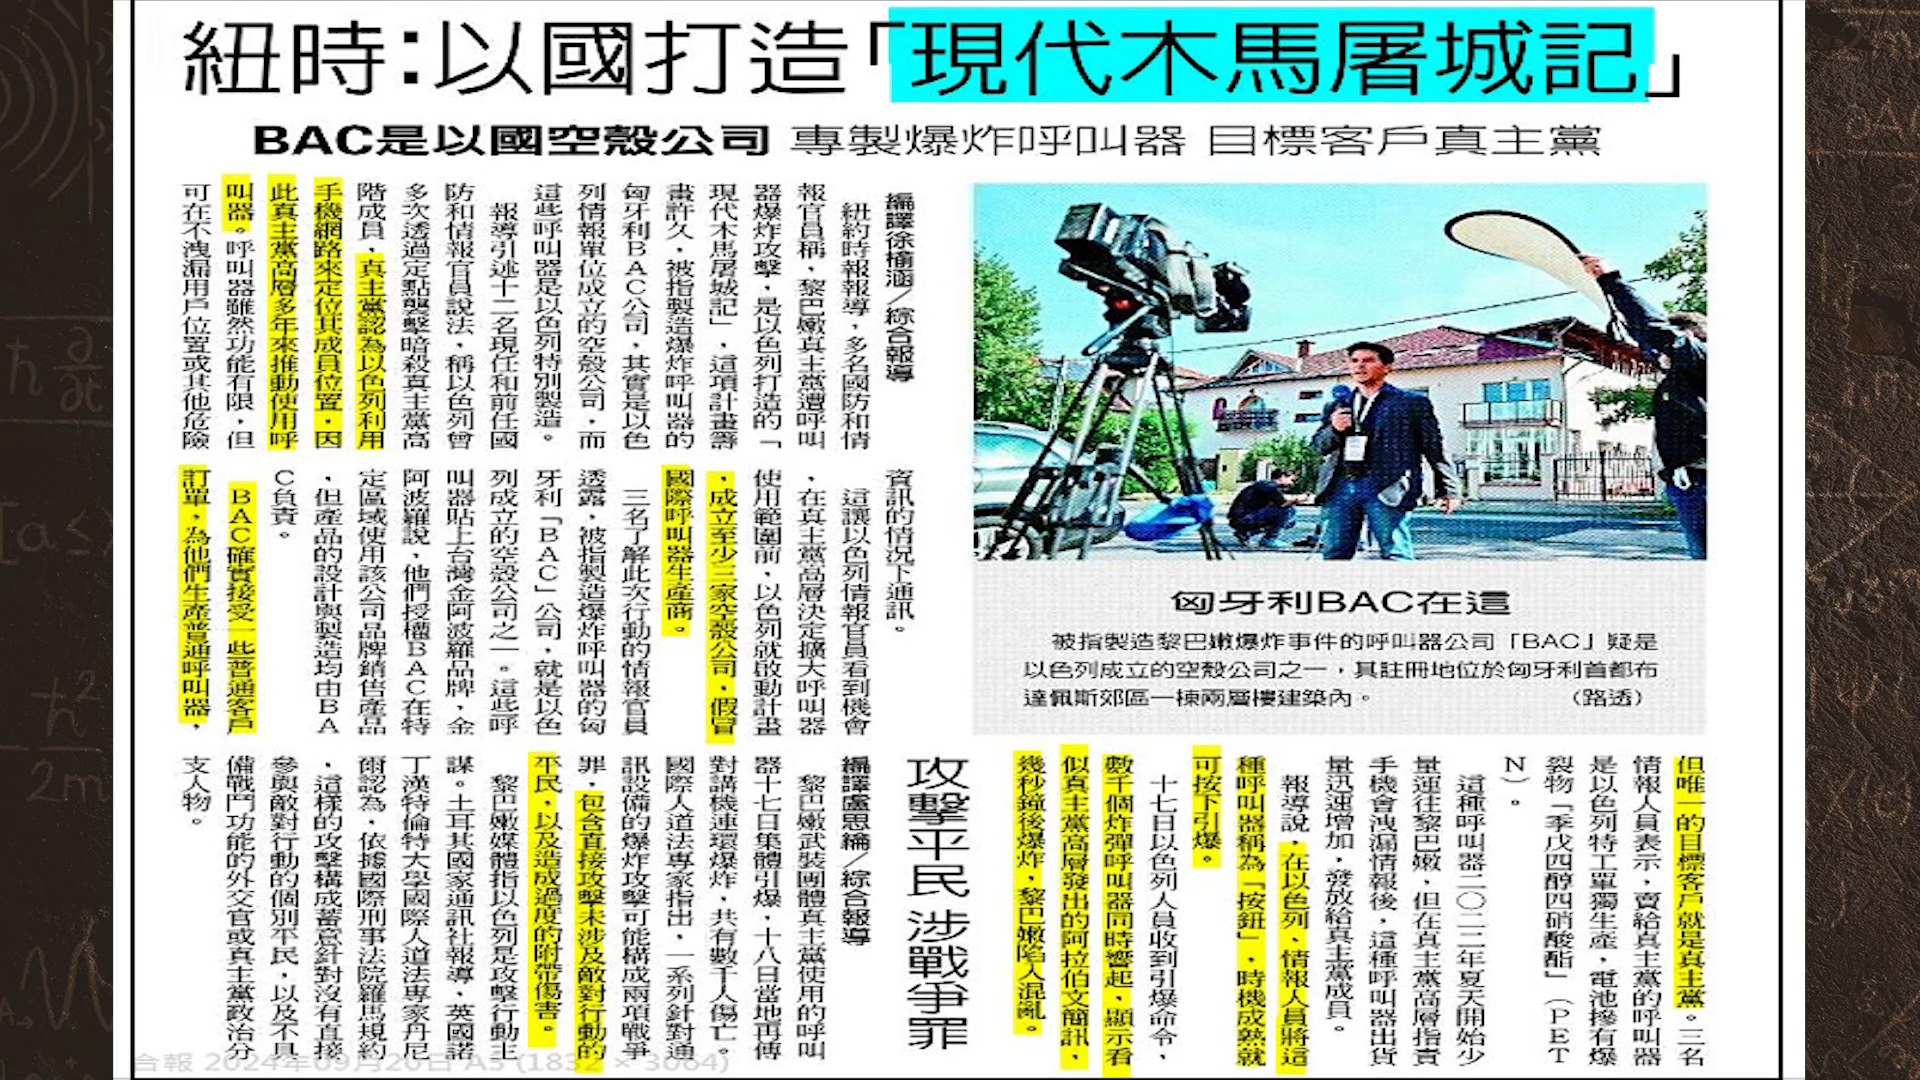 紐時：以國打造「現代木馬屠城記」
BAC是以國空殼公司 專製爆炸呼叫器 目標客戶真主黨
編譯徐榆涵／綜合報導
紐約時報報導，多名國防和情
報官員稱，黎巴嫩真主黨遭呼叫
器爆炸攻擊，是以色列打造的「
現代木馬屠城記」，這項計畫籌
畫許久，被指製造爆炸呼叫器的
匈牙利BAC公司，其實是以色
列情報單位成立的空殼公司，而
這些呼叫器是以色列特別製造。
報導引述十二名現任和前任國
防和情報官員說法，稱以色列曾
多次透過定點襲擊暗殺真主黨高
階成員，真主黨認為以色列利用
手機網路來定位其成員位置，因
此真主黨高層多年來推動使用呼
叫器。呼叫器雖然功能有限，但
可在不洩漏用戶位置或其他危險
資訊的情況下通訊。
這讓以色列情報官員看到機會
，在真主黨高層決定擴大呼叫器
使用範圍前，以色列就啟動計畫
，成立至少三家空殼公司，假冒
國際呼叫器生產商。
三名了解此次行動的情報官員
透露，被指製造爆炸呼叫器的匈
牙利「BAC」公司，就是以色
列成立的空殼公司之一。這些呼
叫器貼上台灣金阿波羅品牌，金
阿波羅說，他們授權BAC在特
定區域使用該公司品牌銷售產品
，但產品的設計與製造均由BA
C負責。
BAC確實接受一些普通客戶
訂單，為他們生產普通呼叫器，
但唯一的目標客戶就是真主黨。三名
情報人員表示，賣給真主黨的呼叫器
是以色列特工單獨生產，電池摻有爆
裂物「季戊四醇四硝酸酯」（PET
N）。
這種呼叫器二〇二二年夏天開始少
量運往黎巴嫩，但在真主黨高層指責
手機會洩漏情報後，這種呼叫器出貨
量迅速增加，發放給真主黨成員。
報導說，在以色列、情報人員將這
種呼叫器稱為「按鈕」，時機成熟就
可按下引爆。
十七日以色列人員收到引爆命令，
數千個炸彈呼叫器同時響起，顯示看
似真主黨高層發出的阿拉伯文簡訊，
幾秒鐘後爆炸，黎巴嫩陷入混亂。
匈牙利BAC在這
被指製造黎巴嫩爆炸事件的呼叫器公司「BAC」疑是
以色列成立的空殼公司之一，其註冊地位於匈牙利首都布
達佩斯郊區一棟兩層樓建築內。（路透）
攻擊平民 涉戰爭罪
編譯盧思綸／綜合報導
黎巴嫩武裝團體真主黨使用的呼叫
器十七日集體引爆，十八日當地再傳
對講機連環爆炸，共有數千人傷亡。
國際人道法專家指出，一系列針對通
訊設備的爆炸攻擊可能構成兩項戰爭
罪，包含直接攻擊未涉及敵對行動的
平民，以及造成過度的附帶傷害。
黎巴嫩媒體指以色列是攻擊行動主
謀。土耳其國家通訊社報導，英國諾
丁漢特倫特大學國際人道法專家丹尼
爾認為，依據國際刑事法院羅馬規約
，這樣的攻擊構成蓄意針對沒有直接
參與敵對行動的個別平民，以及不具
備戰鬥功能的外交官或真主黨政治分
支人物。
合報 2024年09月20日 A5 (1832 × 3064)